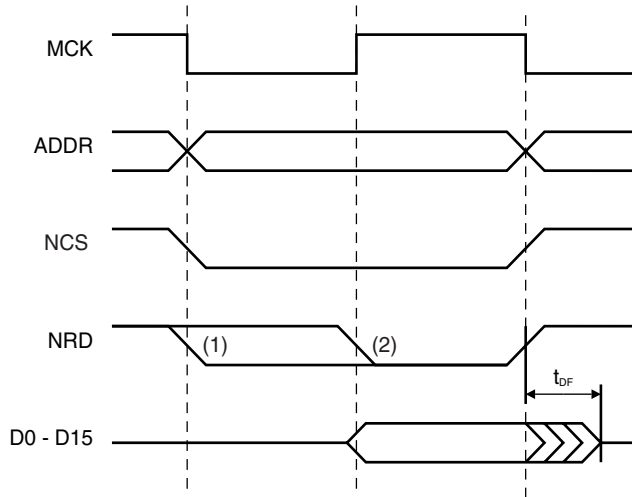 MCK
ADDR
NCS
NRD
(1)
(2)
tDF
D0 - D15